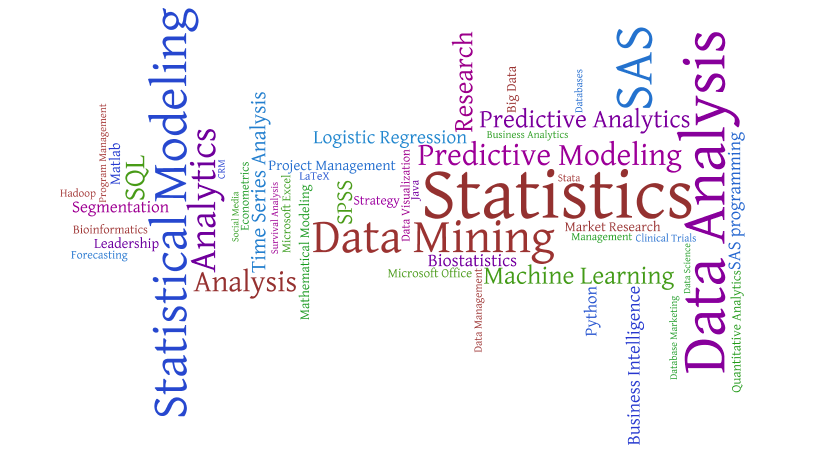 Statistical Modeling
Research
SAS
Data Analysis
Big Data
Databases
Program Management
Matlab
SQL
Analytics
CRM
Time Series Analysis
Predictive Analytics
Logistic Regression
Business Analytics
Predictive Modeling
Project Management
LaTeX
Econometrics
Social Media
Survival Analysis
Microsoft Excel
Mathematical Modeling
SPSS
Strategy
Data Visualization
Java
Statistics
Stata
SAS programming
Hadoop
Segmentation
Bioinformatics
Leadership
Forecasting
Data Mining
Market Research
Management
Clinical Trials
Biostatistics
Microsoft Office
Machine Learning
Analysis
Data Management
Python
Business Intelligence
Data Science
Database Marketing
Quantitative Analytics